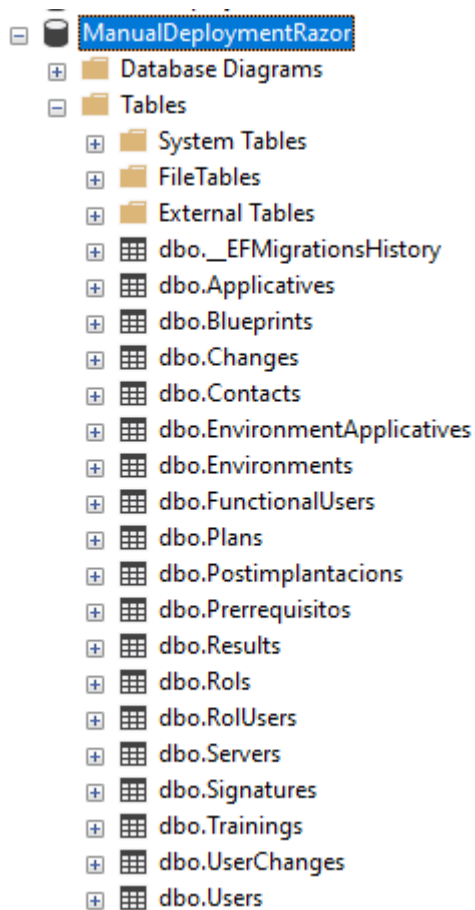 ManualDeploymentRazor
Database Diagrams
Tables
System Tables
FileTables
External Tables
dbo.__EFMigrationsHistory
dbo.Applicatives
dbo.Blueprints
dbo.Changes
dbo.Contacts
dbo.EnvironmentApplicatives
dbo.Environments
dbo.FunctionalUsers
dbo.Plans
dbo.Postimplantacions
dbo.Prerrequisitos
dbo.Results
dbo.Rols
dbo.RolUsers
dbo.Servers
dbo.Signatures
dbo.Trainings
dbo.UserChanges
dbo.Users